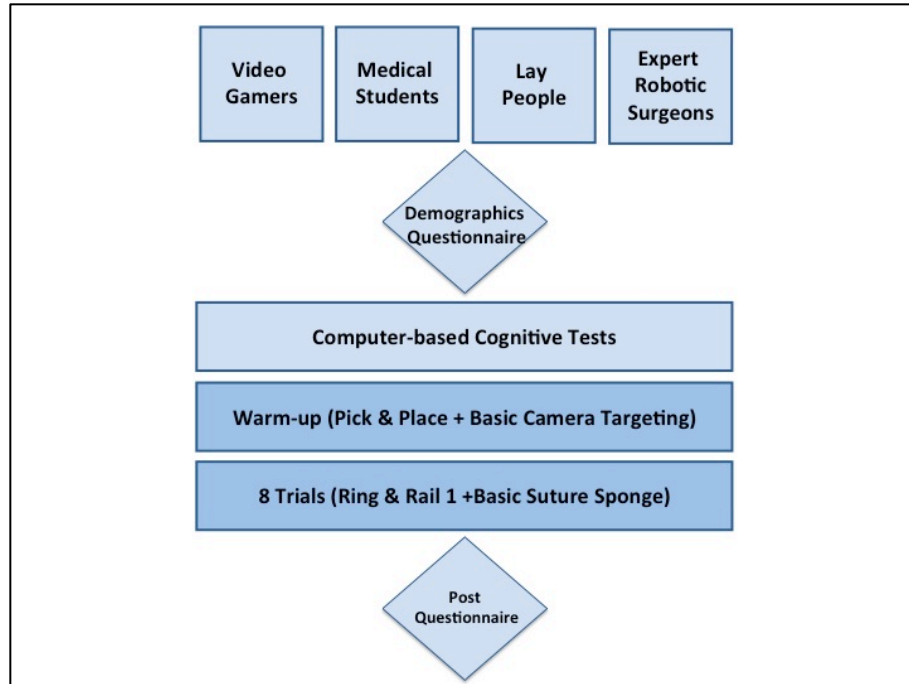 Video
Gamers
Medical
Students
Lay
People
Expert
Robotic
Surgeons
Demographics
Questionnaire
Computer-based Cognitive Tests
Warm-up (Pick & Place + Basic Camera Targeting)
8 Trials (Ring & Rail 1 +Basic Suture Sponge)
Post
Questionnaire